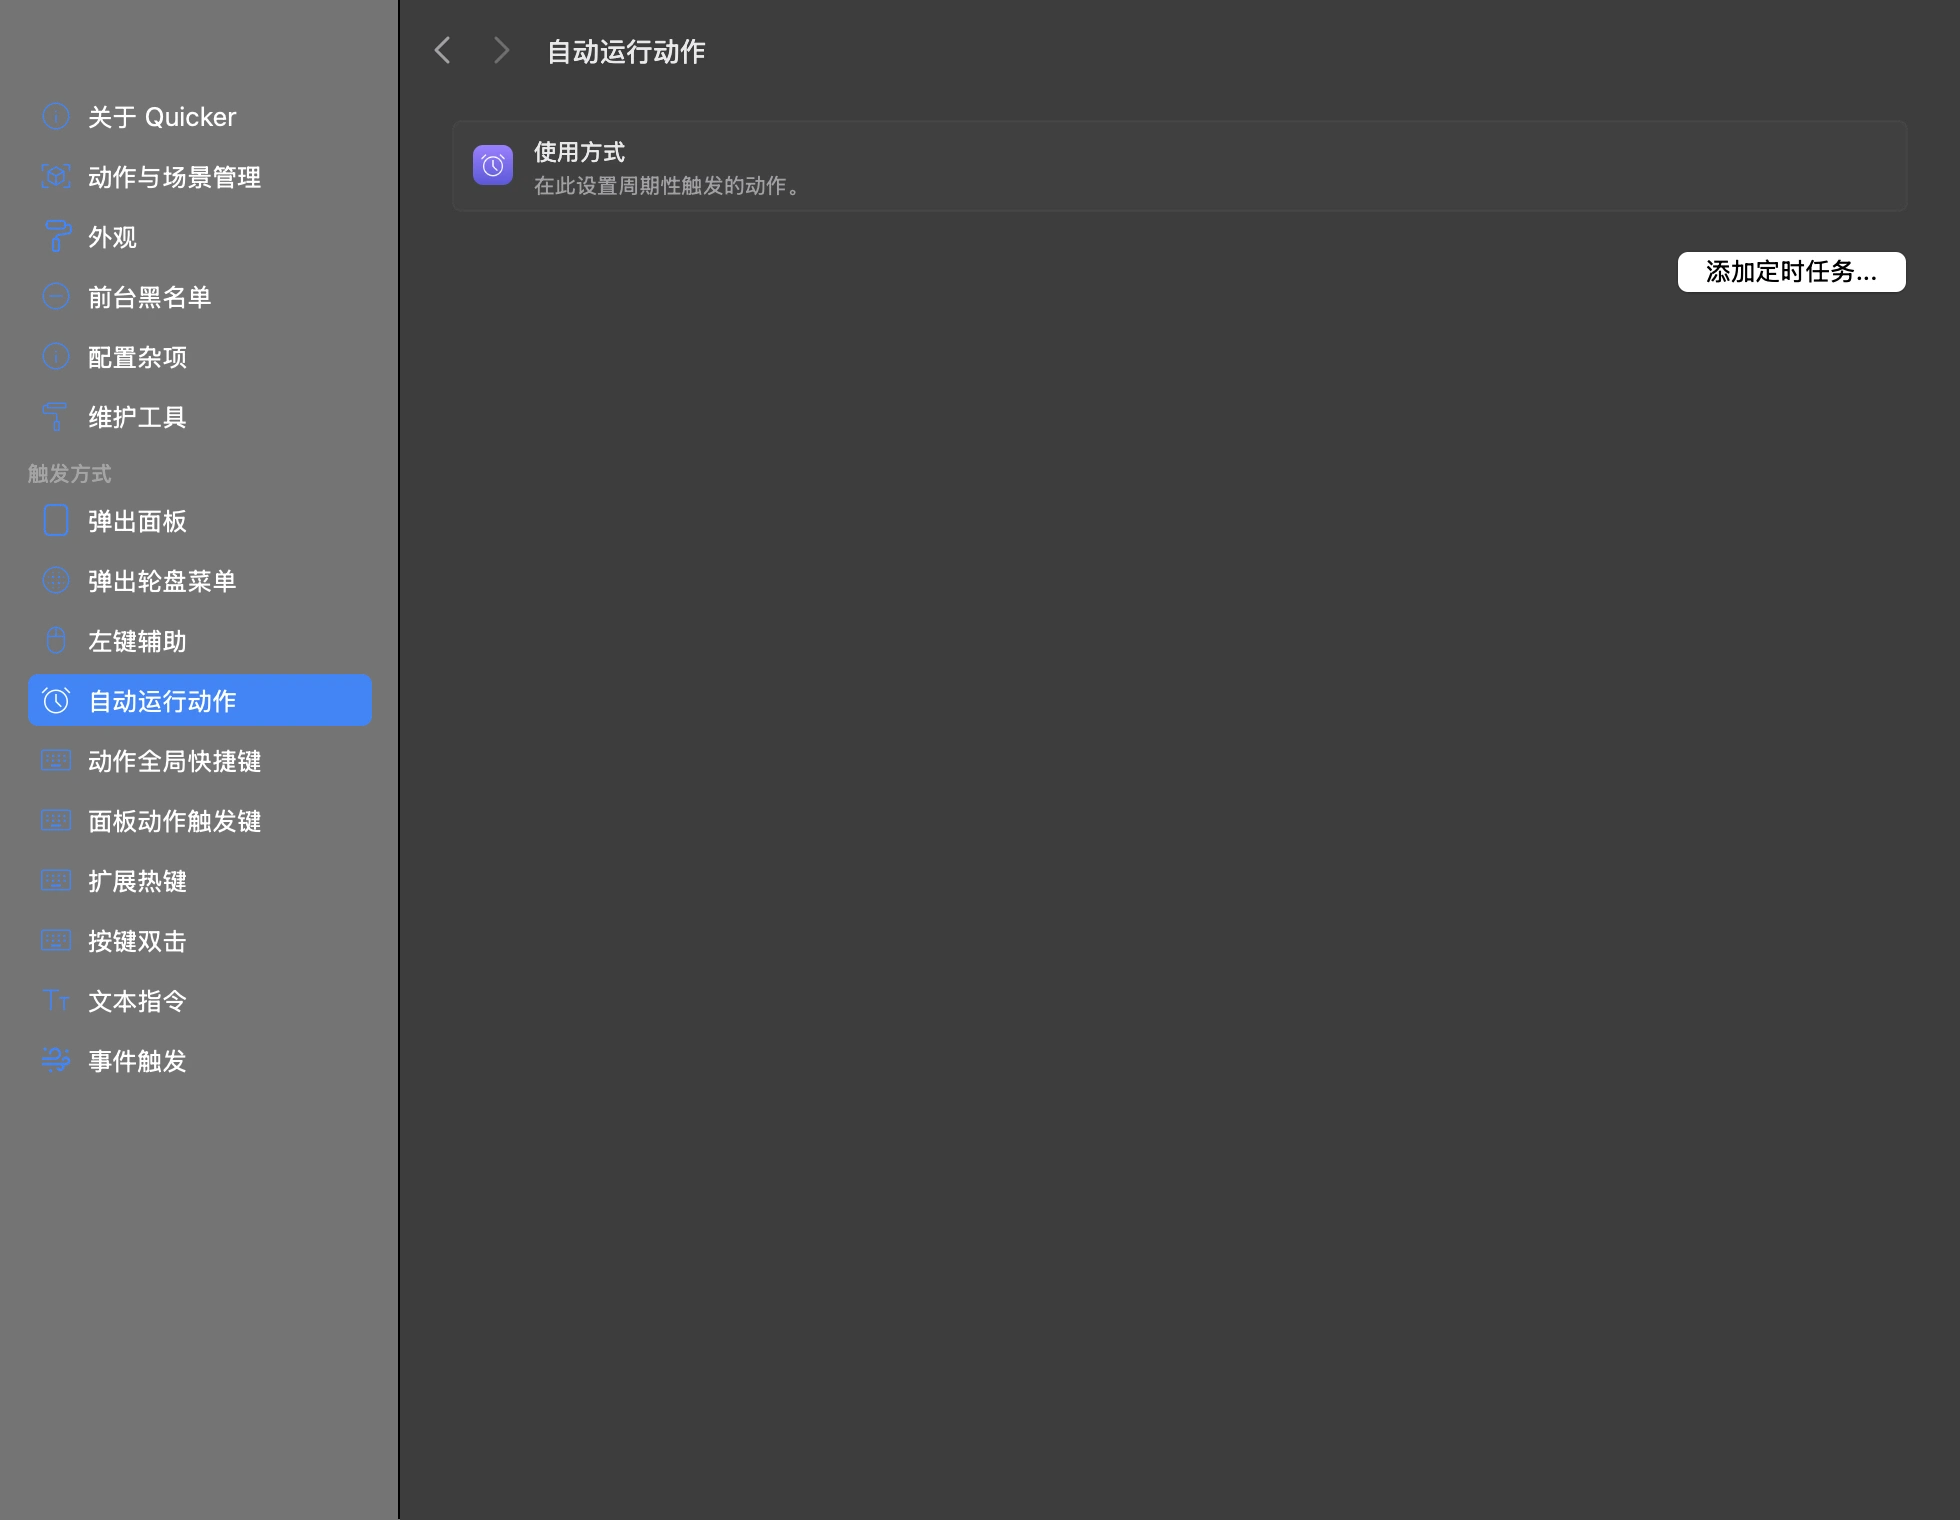 关于 Quicker
动作与场景管理
外观
前台黑名单
配置杂项
维护工具
触发方式
弹出面板
弹出轮盘菜单
左键辅助
自动运行动作
动作全局快捷键
面板动作触发键
扩展热键
按键双击
文本指令
事件触发
自动运行动作
使用方式
在此设置周期性触发的动作。
添加定时任务...